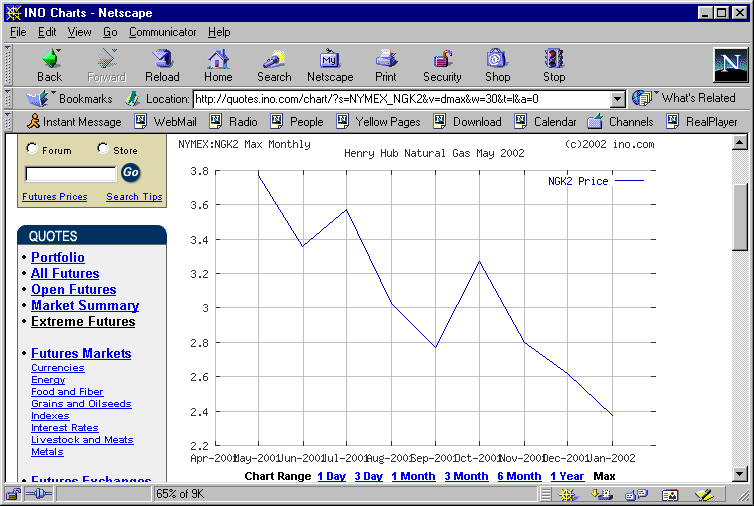 INO Charts - Netscape
File Edit View Go Communicator Help
Back Forward Reload Home Search Netscape Print Security Shop Stop
My
N
Bookmarks Location: http://quotes.ino.com/chart/?s=NYMEX_NGK2&v=dmax&w=30&t=l&a=0 What's Related
Instant Message WebMail Radio People Yellow Pages Download Calendar Channels RealPlayer
Forum Store
Go
Futures Prices Search Tips
QUOTES
• Portfolio
• All Futures
• Open Futures
• Market Summary
• Extreme Futures
• Futures Markets
Currencies
Energy
Food and Fiber
Grains and Oilseeds
Indexes
Interest Rates
Livestock and Meats
Metals
• Futures Exchanges
NYMEX:NGK2 Max Monthly (c)2002 ino.com
Henry Hub Natural Gas May 2002
NGK2 Price
3.8
3.6
3.4
3.2
3
2.8
2.6
2.4
2.2
Apr-2001 May-2001 Jun-2001 Jul-2001 Aug-2001 Sep-2001 Oct-2001 Nov-2001 Dec-2001 Jan-2002
Chart Range 1 Day 3 Day 1 Month 3 Month 6 Month 1 Year Max
65% of 9K